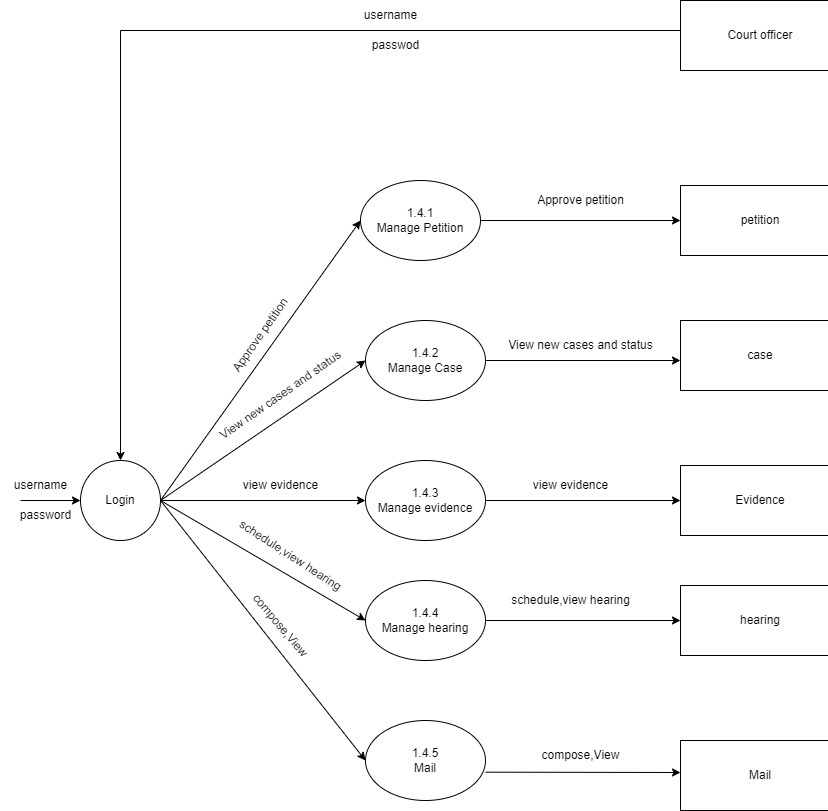 username
Court officer
passwod
1.4.1
Manage Petition
Approve petition
petition
Approve petition
1.4.2
Manage Case
View new cases and status
case
View new cases and status
username
password
Login
view evidence
1.4.3
Manage evidence
view evidence
Evidence
schedule,view hearing
1.4.4
Manage hearing
schedule,view hearing
hearing
compose,View
1.4.5
Mail
compose,View
Mail